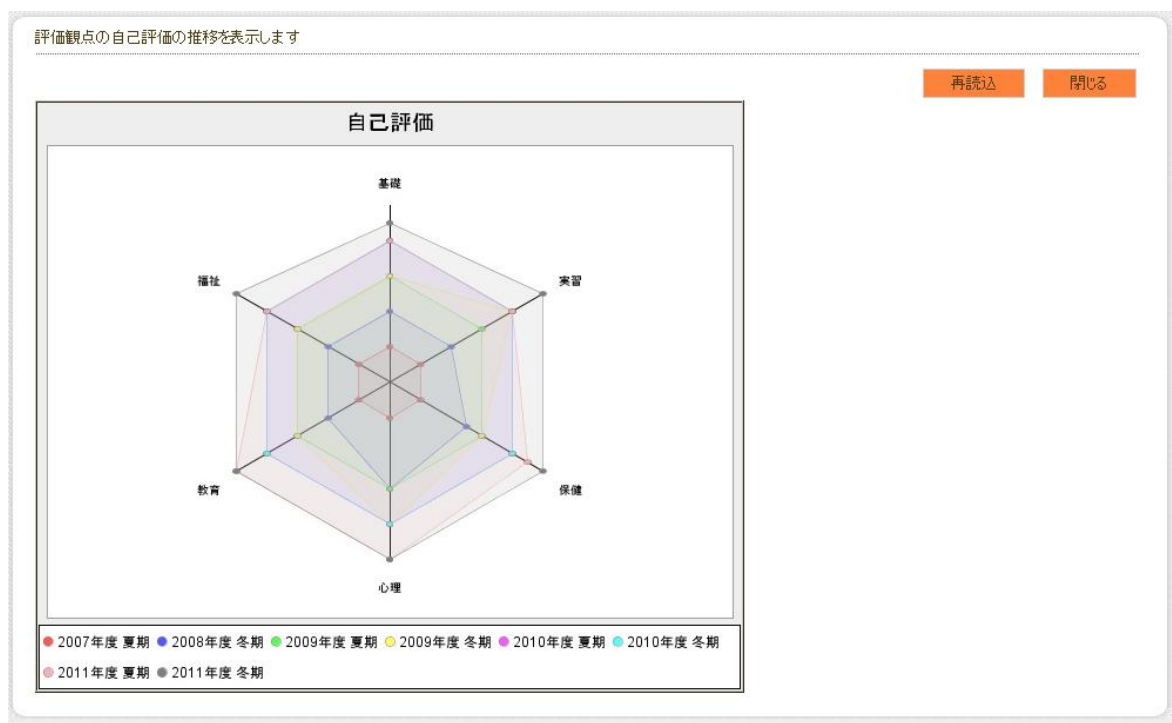 評価観点の自己評価の推移を表示します
再読込 閉じる
自己評価
基礎
福祉 実習
教育 保健
心理
2007年度 夏期 2008年度 冬期 2009年度 夏期 2009年度 冬期 2010年度 夏期 2010年度 冬期
2011年度 夏期 2011年度 冬期